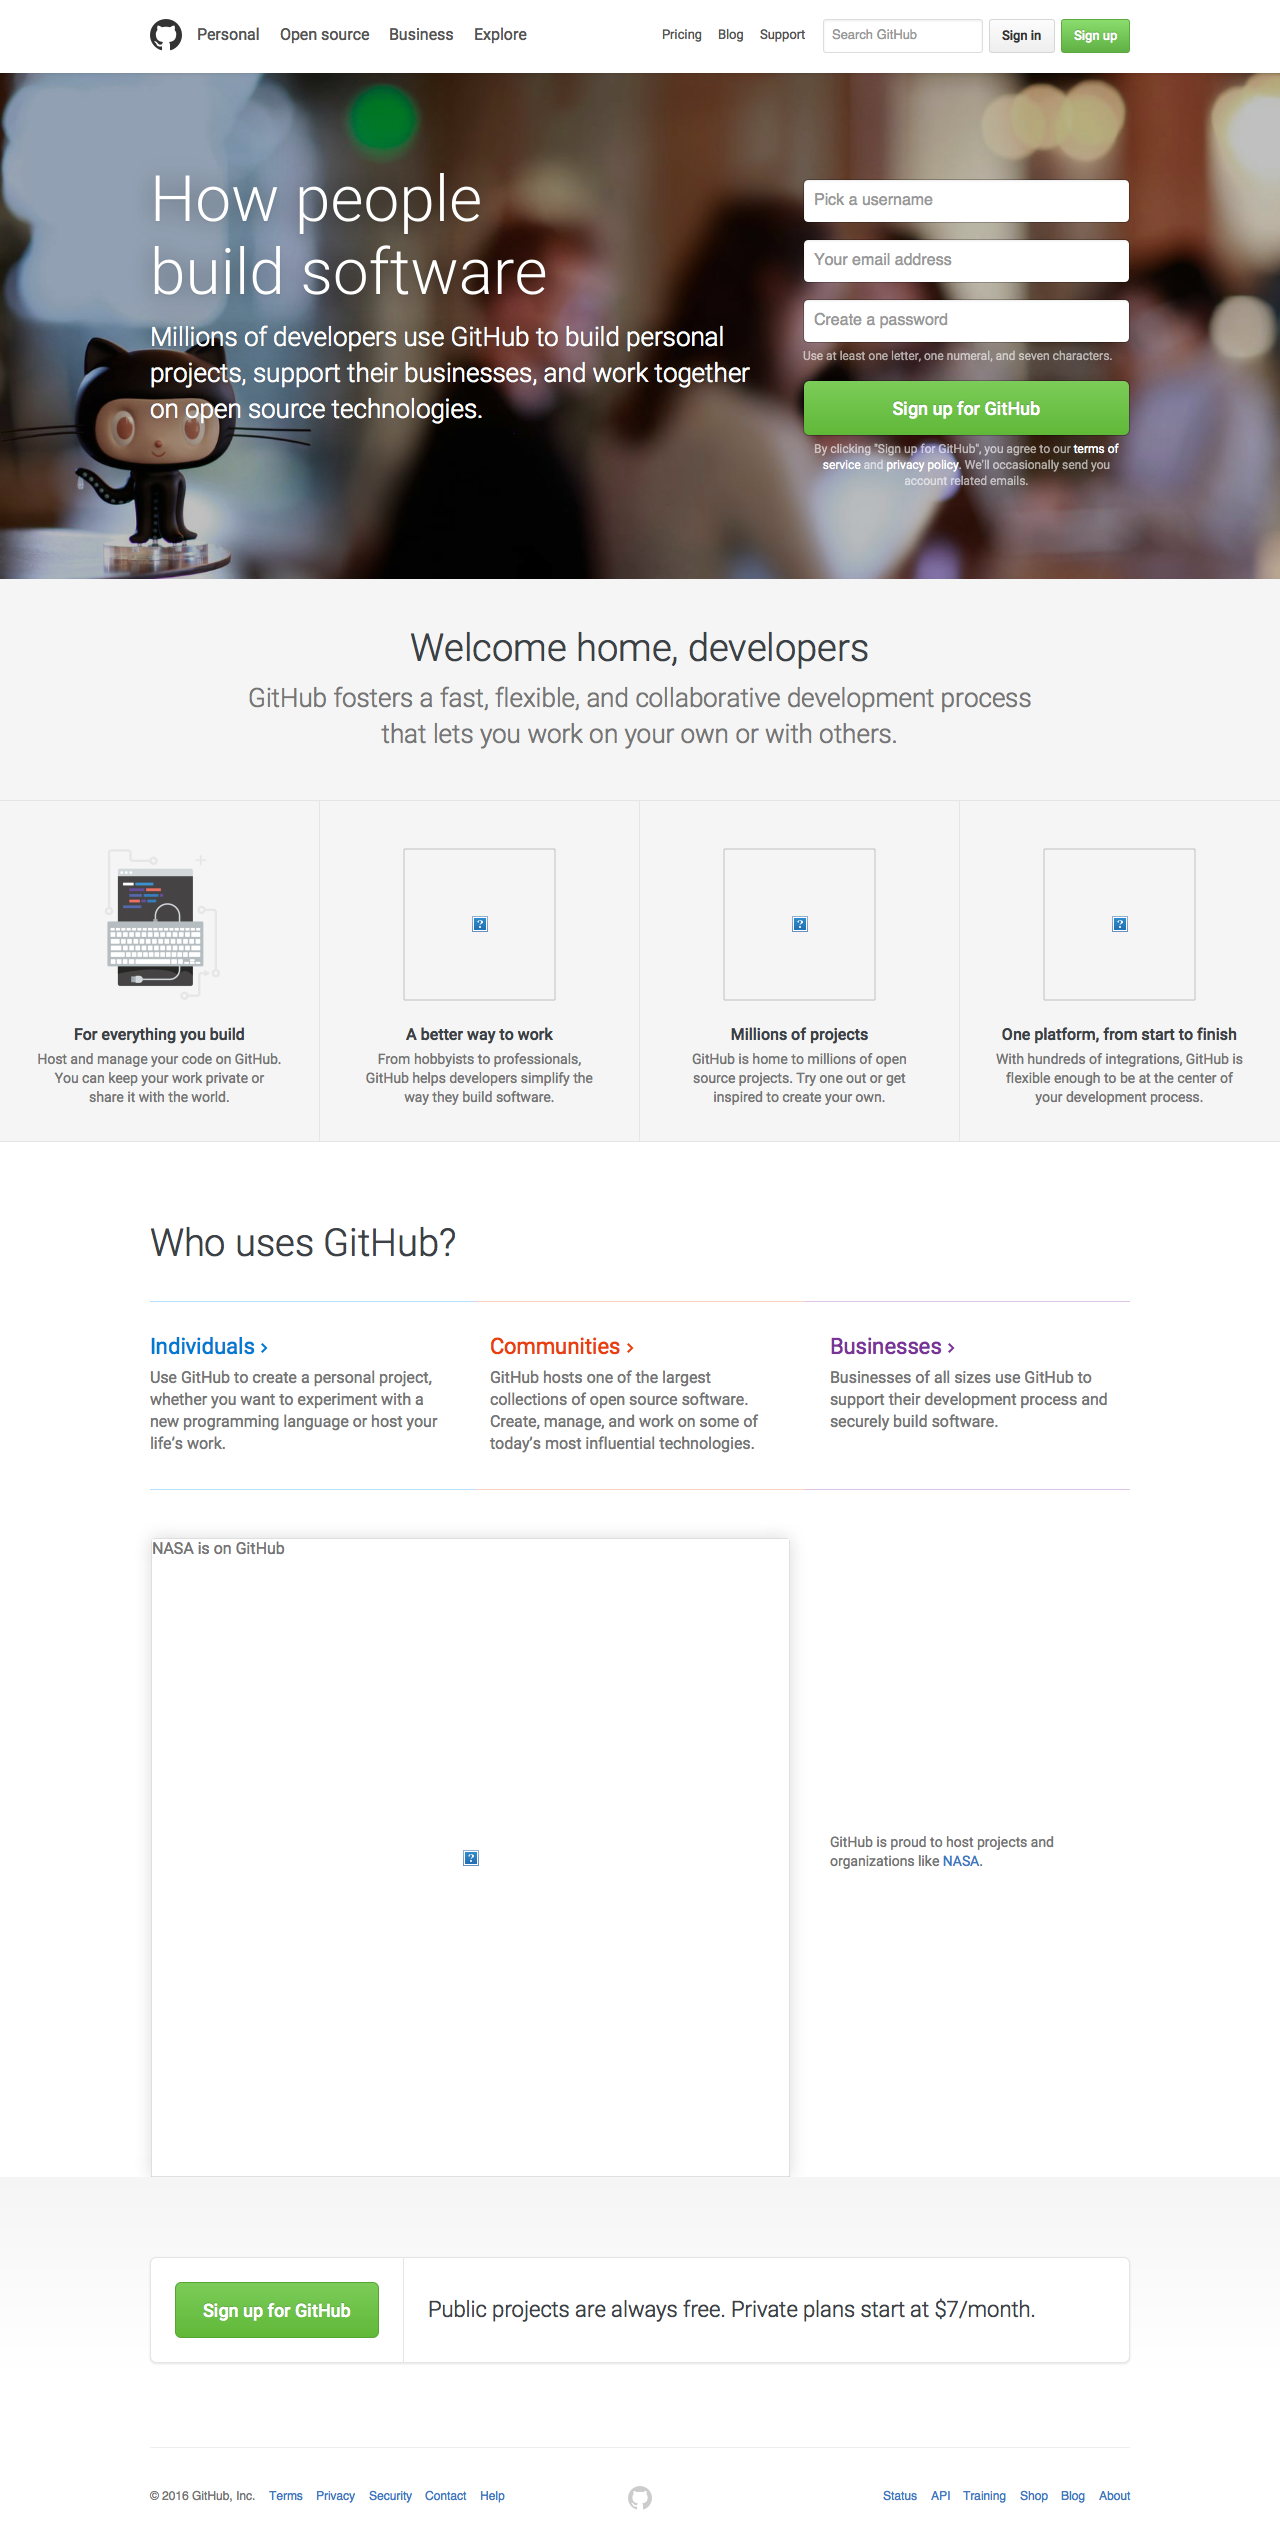 Personal Open source Business Explore Pricing Blog Support Search GitHub Sign in Sign up
How people
build software
Millions of developers use GitHub to build personal
projects, support their businesses, and work together
on open source technologies.
Pick a username
Your email address
Create a password
Use at least one letter, one numeral, and seven characters.
Sign up for GitHub
By clicking "Sign up for GitHub", you agree to our terms of
service and privacy policy. We'll occasionally send you
account related emails.
Welcome home, developers
GitHub fosters a fast, flexible, and collaborative development process
that lets you work on your own or with others.
For everything you build
Host and manage your code on GitHub.
You can keep your work private or
share it with the world.
A better way to work
From hobbyists to professionals,
GitHub helps developers simplify the
way they build software.
Millions of projects
GitHub is home to millions of open
source projects. Try one out or get
inspired to create your own.
One platform, from start to finish
With hundreds of integrations, GitHub is
flexible enough to be at the center of
your development process.
Who uses GitHub?
Individuals ›
Use GitHub to create a personal project,
whether you want to experiment with a
new programming language or host your
life’s work.
Communities ›
GitHub hosts one of the largest
collections of open source software.
Create, manage, and work on some of
today’s most influential technologies.
Businesses ›
Businesses of all sizes use GitHub to
support their development process and
securely build software.
NASA is on GitHub
GitHub is proud to host projects and
organizations like NASA.
Sign up for GitHub
Public projects are always free. Private plans start at $7/month.
© 2016 GitHub, Inc. Terms Privacy Security Contact Help Status API Training Shop Blog About